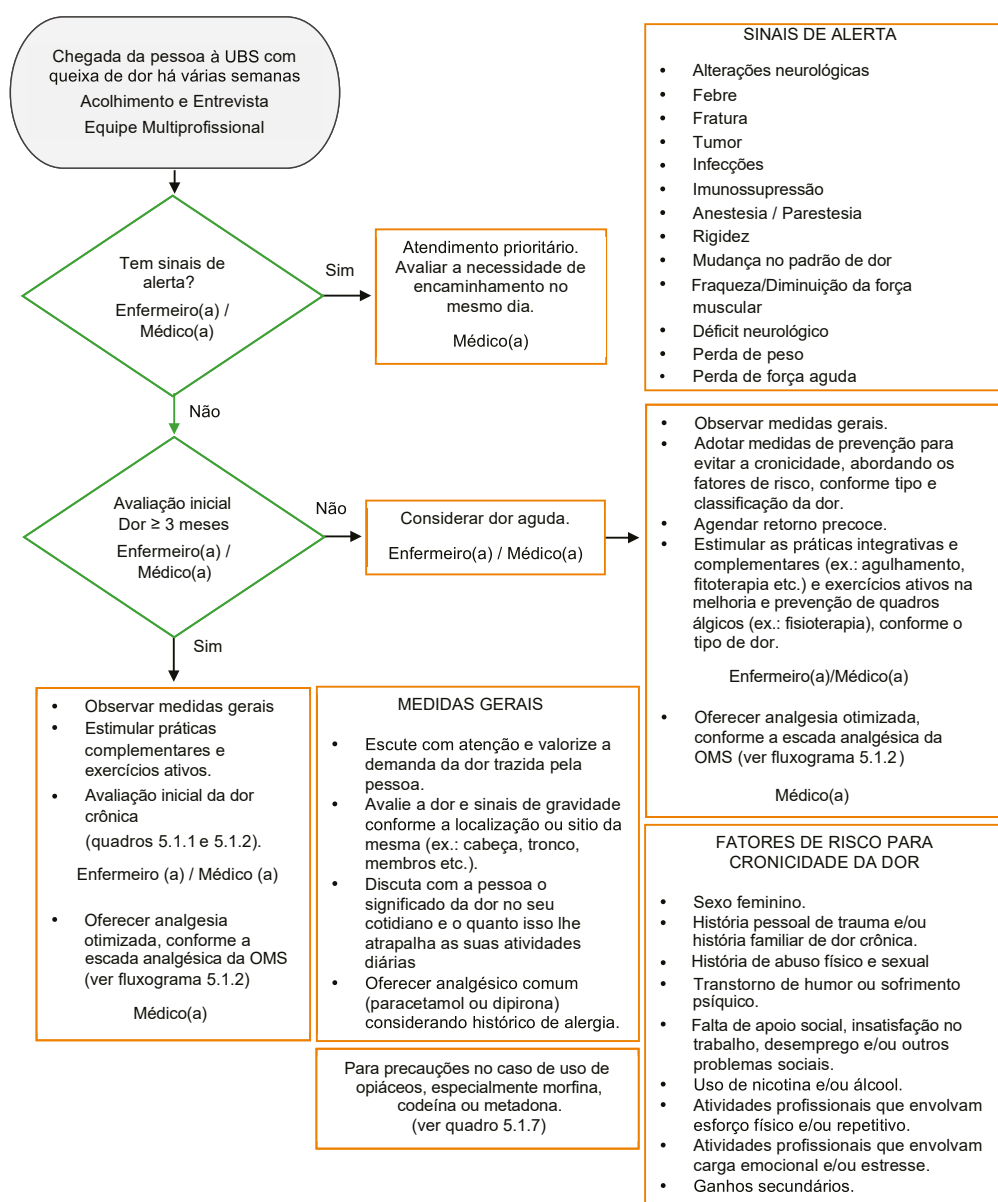 Chegada da pessoa à UBS com
queixa de dor há várias semanas
Acolhimento e Entrevista
Equipe Multiprofissional
Tem sinais de
alerta?
Enfermeiro(a) /
Médico(a)
Sim
Atendimento prioritário.
Avaliar a necessidade de
encaminhamento no
mesmo dia.
Médico(a)
SINAIS DE ALERTA
• Alterações neurológicas
• Febre
• Fratura
• Tumor
• Infecções
• Imunossupressão
• Anestesia / Parestesia
• Rigidez
• Mudança no padrão de dor
• Fraqueza/Diminuição da força
muscular
• Déficit neurológico
• Perda de peso
• Perda de força aguda
Não
Avaliação inicial
Dor ≥ 3 meses
Enfermeiro(a) /
Médico(a)
Não
Considerar dor aguda.
Enfermeiro(a) / Médico(a)
• Observar medidas gerais.
• Adotar medidas de prevenção para
evitar a cronicidade, abordando os
fatores de risco, conforme tipo e
classificação da dor.
• Agendar retorno precoce.
• Estimular as práticas integrativas e
complementares (ex.: agulhamento,
fitoterapia etc.) e exercícios ativos na
melhoria e prevenção de quadros
álgicos (ex.: fisioterapia), conforme o
tipo de dor.
Enfermeiro(a)/Médico(a)
• Oferecer analgesia otimizada,
conforme a escada analgésica da
OMS (ver fluxograma 5.1.2)
Médico(a)
Sim
• Observar medidas gerais
• Estimular práticas
complementares e
exercícios ativos.
• Avaliação inicial da dor
crônica
(quadros 5.1.1 e 5.1.2).
Enfermeiro (a) / Médico (a)
• Oferecer analgesia
otimizada, conforme a
escada analgésica da OMS
(ver fluxograma 5.1.2)
Médico(a)
MEDIDAS GERAIS
• Escute com atenção e valorize a
demanda da dor trazida pela
pessoa.
• Avalie a dor e sinais de gravidade
conforme a localização ou sitio da
mesma (ex.: cabeça, tronco,
membros etc.).
• Discuta com a pessoa o
significado da dor no seu
cotidiano e o quanto isso lhe
atrapalha as suas atividades
diárias
• Oferecer analgésico comum
(paracetamol ou dipirona)
considerando histórico de alergia.
Para precauções no caso de uso de
opiáceos, especialmente morfina,
codeína ou metadona.
(ver quadro 5.1.7)
FATORES DE RISCO PARA
CRONICIDADE DA DOR
• Sexo feminino.
• História pessoal de trauma e/ou
história familiar de dor crônica.
• História de abuso físico e sexual
• Transtorno de humor ou sofrimento
psíquico.
• Falta de apoio social, insatisfação no
trabalho, desemprego e/ou outros
problemas sociais.
• Uso de nicotina e/ou álcool.
• Atividades profissionais que envolvam
esforço físico e/ou repetitivo.
• Atividades profissionais que envolvam
carga emocional e/ou estresse.
• Ganhos secundários.